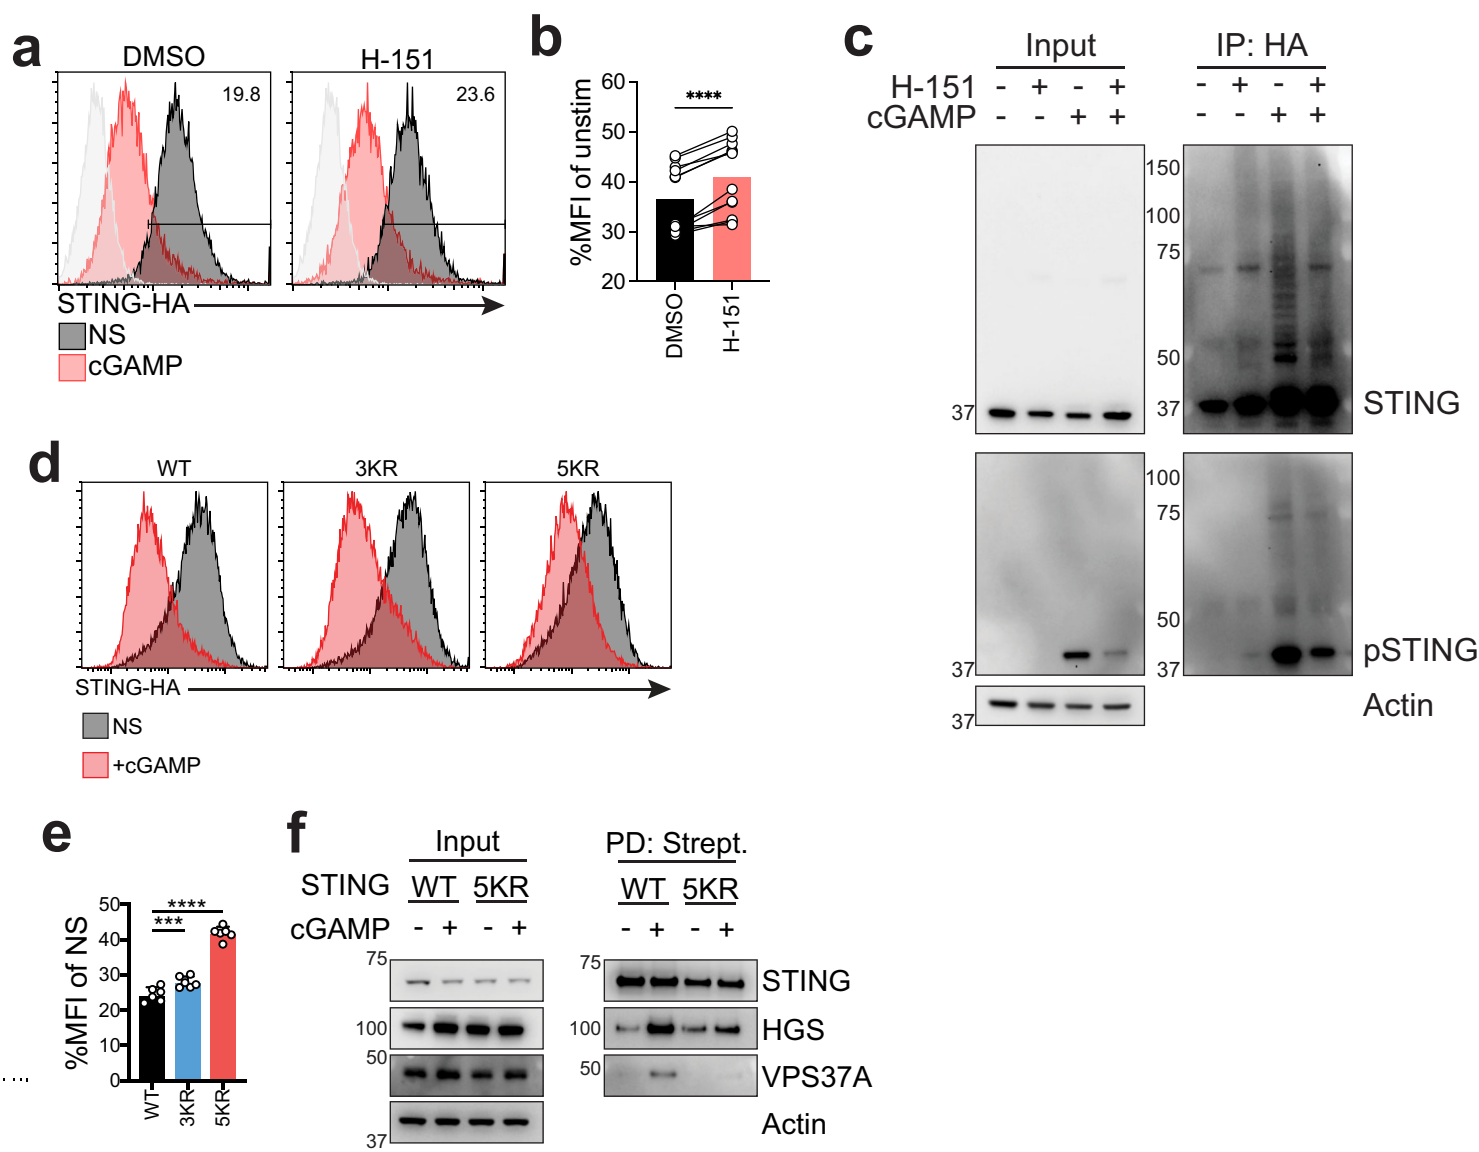 a
DMSO
H-151
19.8
23.6
STING-HA
NS
cGAMP
b
%MFI of unstim
60
50
40
30
20
****
DMSO
H-151
c
Input
IP: HA
H-151 - + - + - + - +
cGAMP - - + + - - + +
150
100
75
50
37
37
STING
100
75
50
37
37
pSTING
37
Actin
d
WT
3KR
5KR
STING-HA
NS
+cGAMP
e
%MFI of NS
50
40
30
20
10
0
****
***
WT
3KR
5KR
f
Input
PD: Strept.
STING WT 5KR WT 5KR
cGAMP - + - + - + - +
75
75
STING
100
100
HGS
50
50
VPS37A
37
Actin